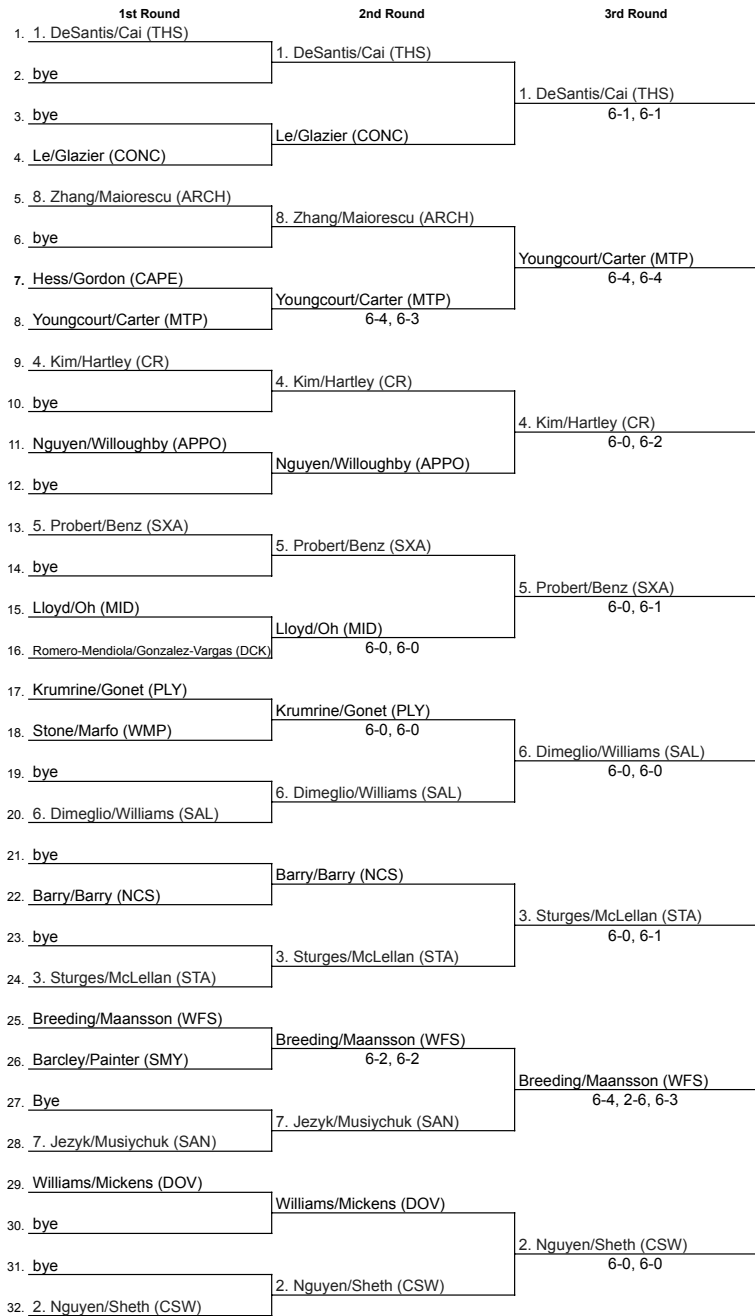 1st Round
2nd Round
3rd Round
1. 1. DeSantis/Cai (THS)
1. DeSantis/Cai (THS)
2. bye
1. DeSantis/Cai (THS)
6-1, 6-1
3. bye
Le/Glazier (CONC)
4. Le/Glazier (CONC)
5. 8. Zhang/Maiorescu (ARCH)
8. Zhang/Maiorescu (ARCH)
6. bye
Youngcourt/Carter (MTP)
6-4, 6-4
7. Hess/Gordon (CAPE)
Youngcourt/Carter (MTP)
6-4, 6-3
8. Youngcourt/Carter (MTP)
9. 4. Kim/Hartley (CR)
4. Kim/Hartley (CR)
10. bye
4. Kim/Hartley (CR)
6-0, 6-2
11. Nguyen/Willoughby (APPO)
Nguyen/Willoughby (APPO)
12. bye
13. 5. Probert/Benz (SXA)
5. Probert/Benz (SXA)
14. bye
5. Probert/Benz (SXA)
6-0, 6-1
15. Lloyd/Oh (MID)
Lloyd/Oh (MID)
6-0, 6-0
16. Romero-Mendiola/Gonzalez-Vargas (DCK)
17. Krumrine/Gonet (PLY)
Krumrine/Gonet (PLY)
6-0, 6-0
18. Stone/Marfo (WMP)
6. Dimeglio/Williams (SAL)
6-0, 6-0
19. bye
6. Dimeglio/Williams (SAL)
20. 6. Dimeglio/Williams (SAL)
21. bye
Barry/Barry (NCS)
22. Barry/Barry (NCS)
3. Sturges/McLellan (STA)
6-0, 6-1
23. bye
3. Sturges/McLellan (STA)
24. 3. Sturges/McLellan (STA)
25. Breeding/Maansson (WFS)
Breeding/Maansson (WFS)
6-2, 6-2
26. Barcley/Painter (SMY)
Breeding/Maansson (WFS)
6-4, 2-6, 6-3
27. Bye
7. Jezyk/Musiychuk (SAN)
28. 7. Jezyk/Musiychuk (SAN)
29. Williams/Mickens (DOV)
Williams/Mickens (DOV)
30. bye
2. Nguyen/Sheth (CSW)
6-0, 6-0
31. bye
2. Nguyen/Sheth (CSW)
32. 2. Nguyen/Sheth (CSW)